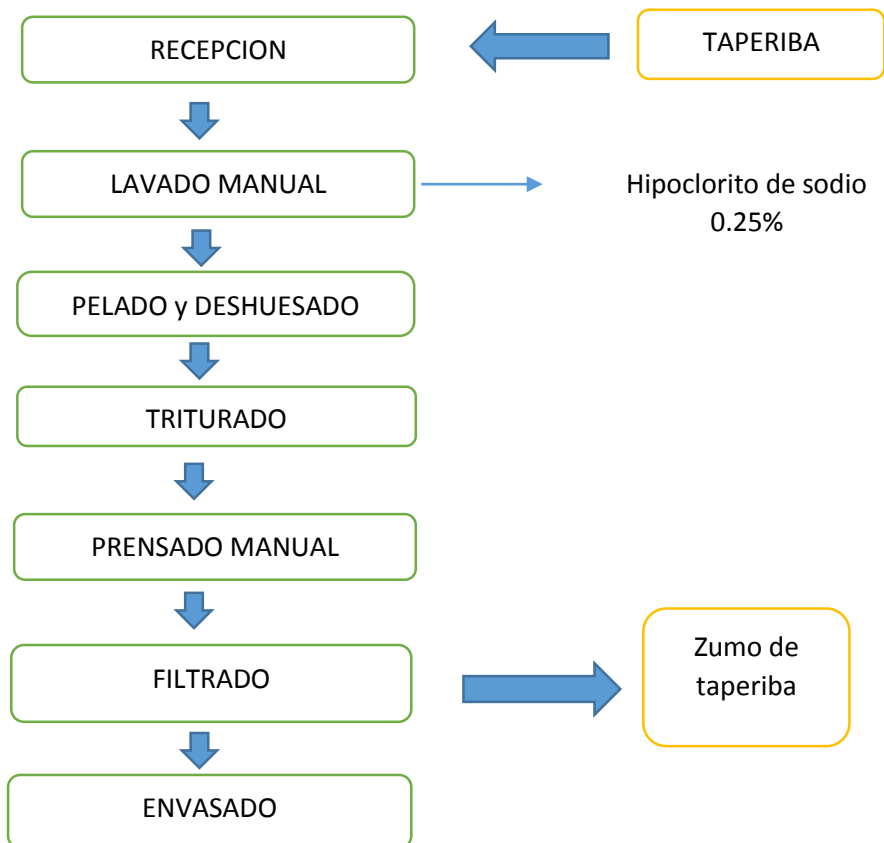 RECEPCION
TAPERIBA
LAVADO MANUAL
Hipoclorito de sodio
0.25%
PELADO y DESHUESADO
TRITURADO
PRENSADO MANUAL
FILTRADO
Zumo de
taperiba
ENVASADO